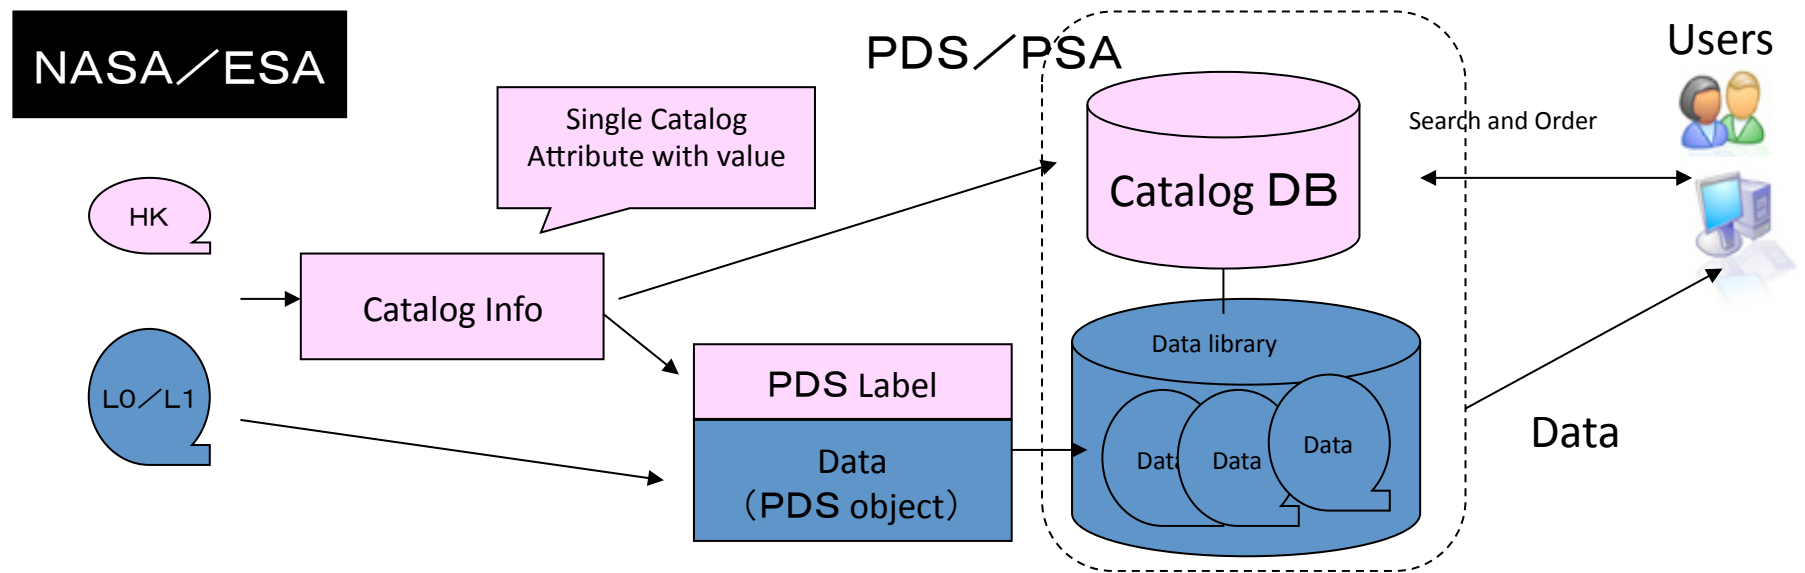 NASA／ESA
PDS／PSA
Users
Single Catalog
Attribute with value
Search and Order
HK
Catalog DB
Catalog Info
Data library
PDS Label
L0／L1
Data
（PDS object）
Data
Data
Data
Data